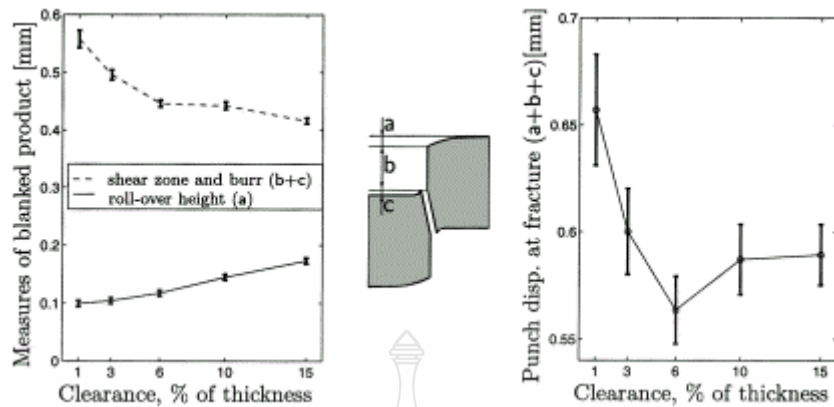 Measures of blanked product [mm]
0.6
0.5
0.4
0.3
0.2
0.1
0
shear zone and burr (b+c)
roll-over height (a)
1 3 6 10 15
Clearance, % of thickness
a
b
c
Punch disp. at fracture (a+b+c)[mm]
0.7
0.65
0.6
0.55
1 3 6 10 15
Clearance, % of thickness